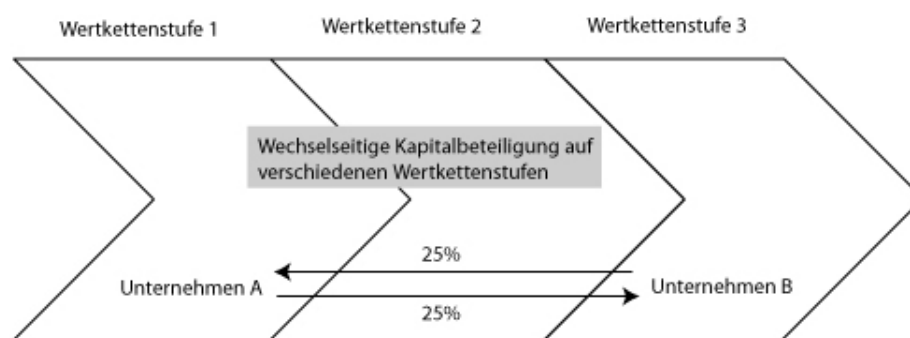 Wertkettenstufe 1
Wertkettenstufe 2
Wertkettenstufe 3
Wechselseitige Kapitalbeteiligung auf
verschiedenen Wertkettenstufen
25%
Unternehmen A
Unternehmen B
25%